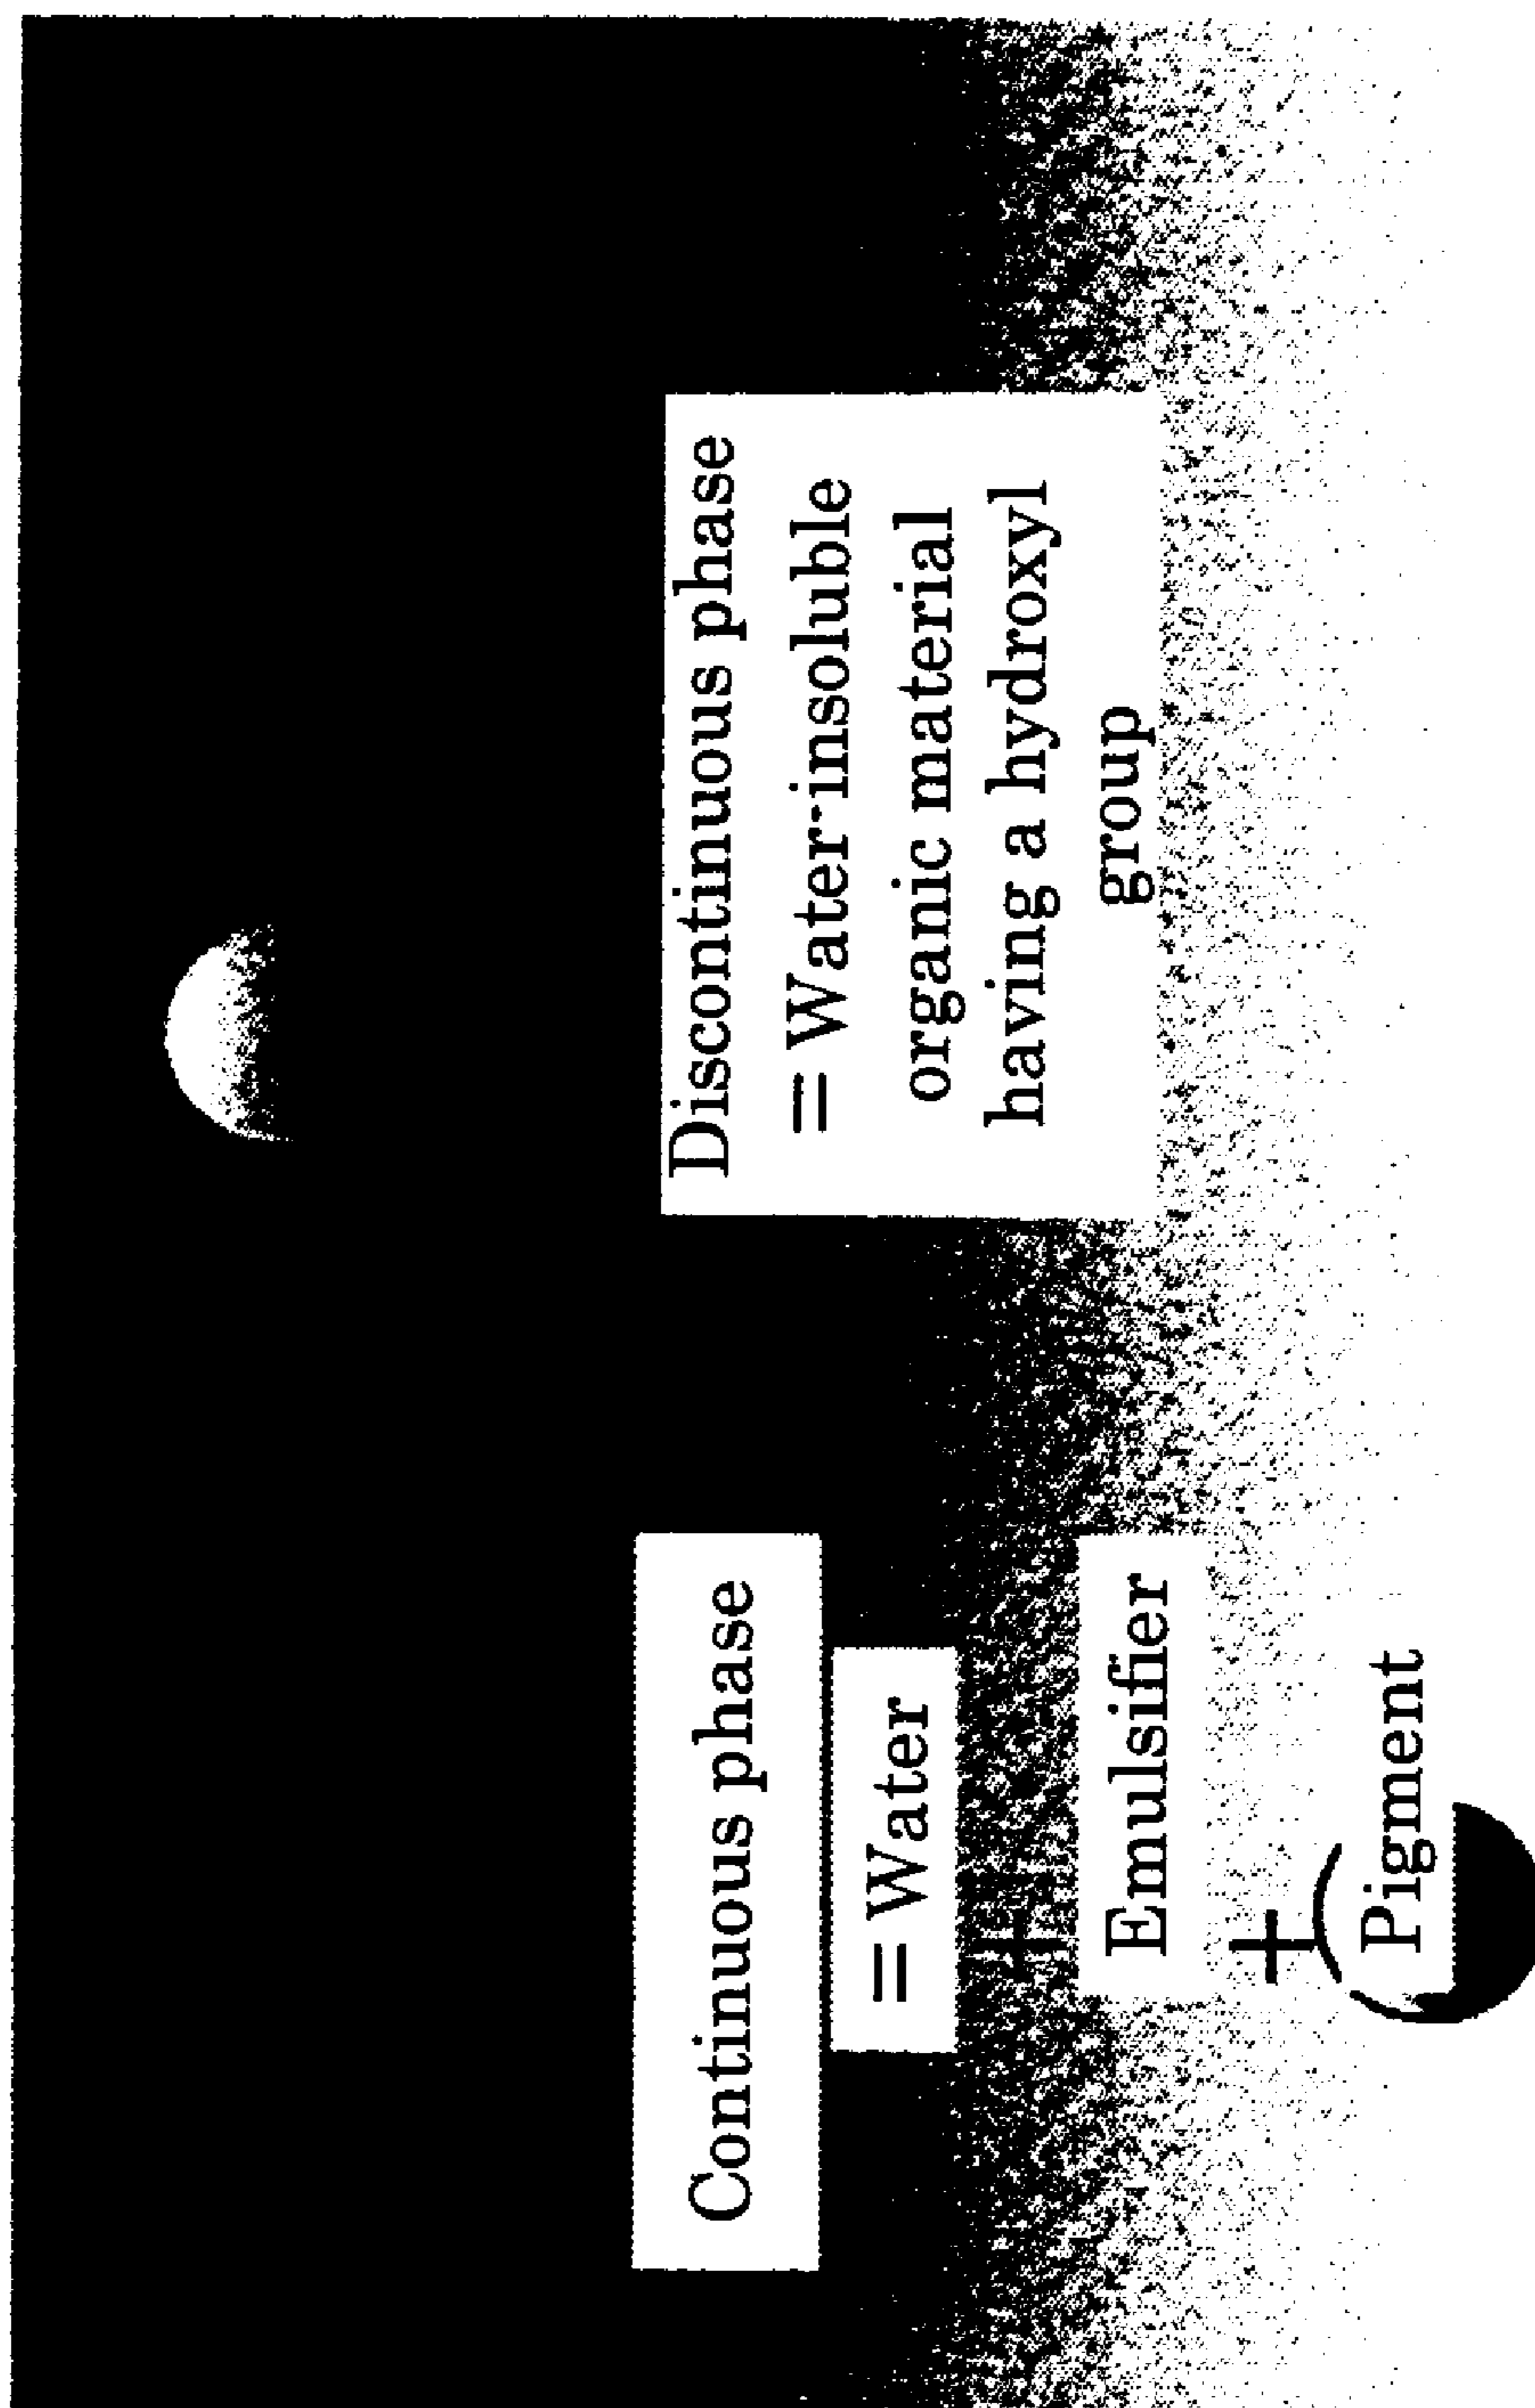 Continuous phase
= Water
+
Emulsifier
+
Pigment
Discontinuous phase
= Water-insoluble
organic material
having a hydroxyl
group